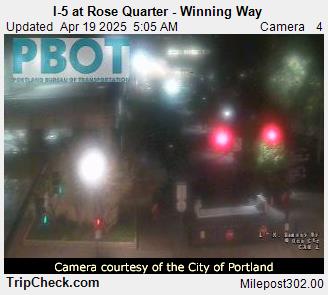 I-5 at Rose Quarter - Winning Way
Updated Apr 19 2025 5:05 AM Camera 4
PBOT
PORTLAND BUREAU OF TRANSPORTATION
Camera courtesy of the City of Portland
TripCheck.com Milepost302.00